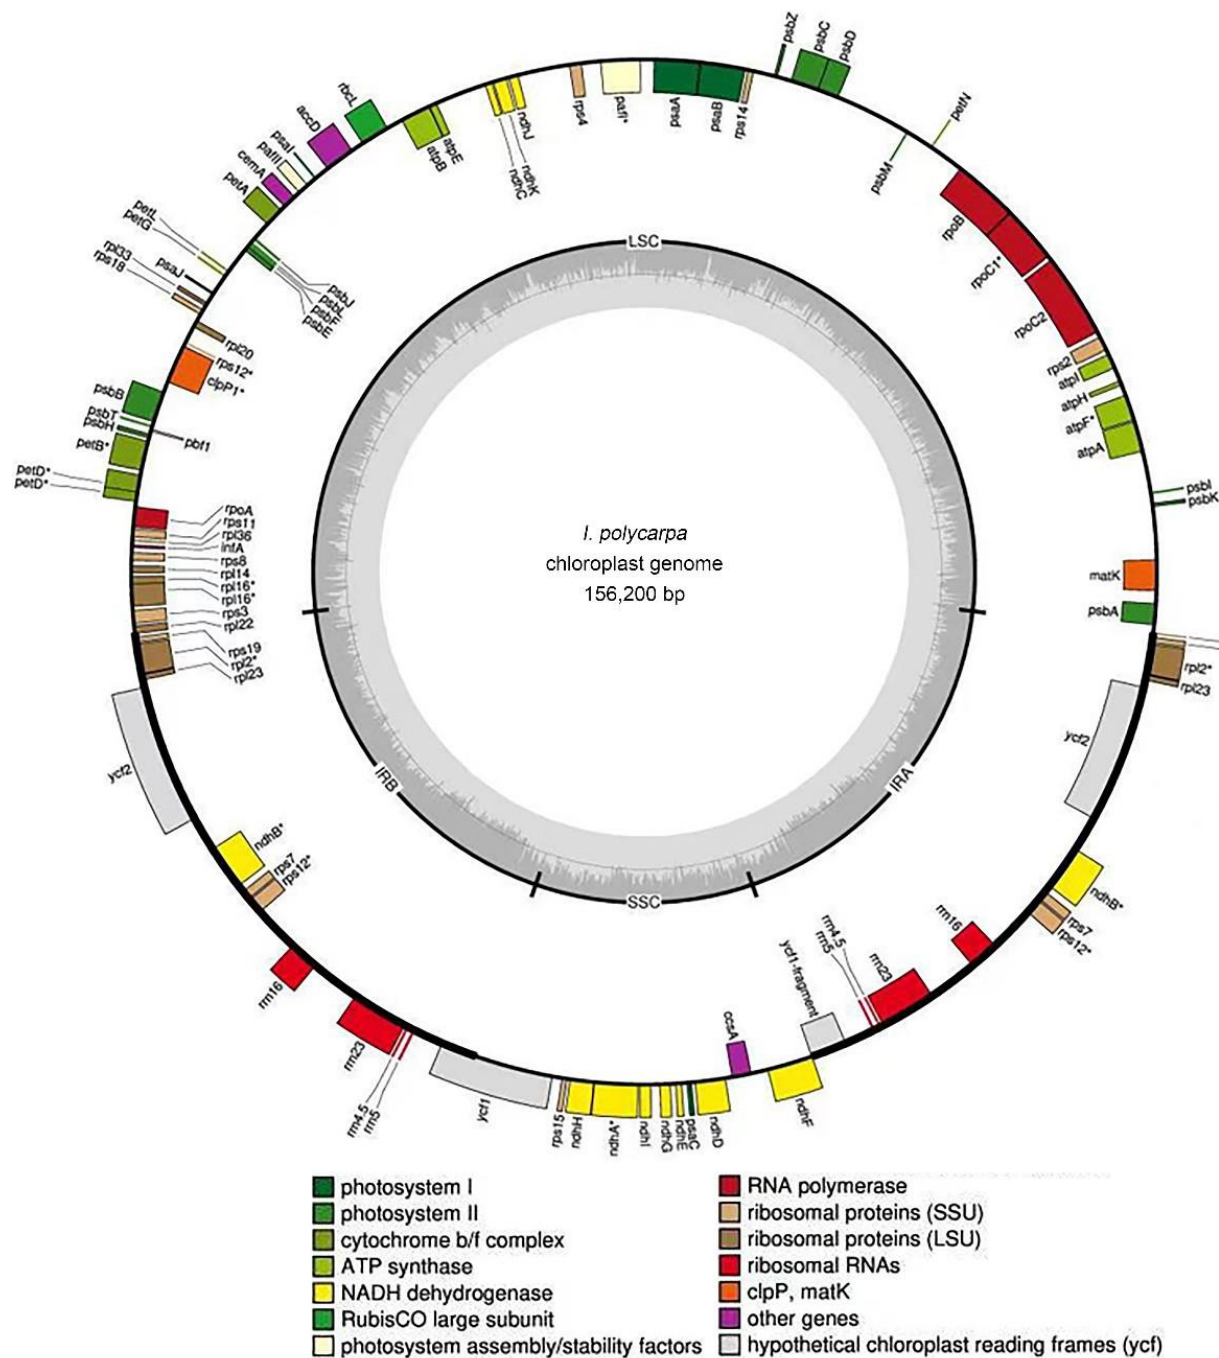 psbZ
psbC
psbD
petN
psbM
rpoB
rpoC1*
rpoC2
rps2
atpI
atpH
atpF*
atpA
psbI
psbK
matK
psbA
rpl2*
rpl23
ycf2
ndhB*
rps7
rps12*
rrn16
rrn23
rrn4.5
rrn5
ycf1-fragment
ndhF
ccsA
ndhD
psaC
ndhE
ndhG
ndhI
ndhA*
ndhH
rps15
ycf1
rrn5
rrn4.5
rrn23
rrn16
rps12*
rps7
ndhB*
ycf2
rpl23
rpl2*
rps19
rpl22
rps3
rpl16*
rpl16*
rpl14
rps8
infA
rpl36
rps11
rpoA
petD*
petD*
petB*
psbH
pbf1
psbT
psbB
clpP1*
rps12*
rpl20
rps18
rpl33
psaJ
petG
petL
psbE
psbF
psbL
psbJ
petA
cemA
pafII
psaI
accD
rbcL
atpB
atpE
ndhC
ndhK
ndhJ
rps4
pafI*
psaA
psaB
rps14
LSC
IRA
SSC
IRB
I. polycarpa
chloroplast genome
156,200 bp
photosystem I
photosystem II
cytochrome b/f complex
ATP synthase
NADH dehydrogenase
RubisCO large subunit
photosystem assembly/stability factors
RNA polymerase
ribosomal proteins (SSU)
ribosomal proteins (LSU)
ribosomal RNAs
clpP, matK
other genes
hypothetical chloroplast reading frames (ycf)